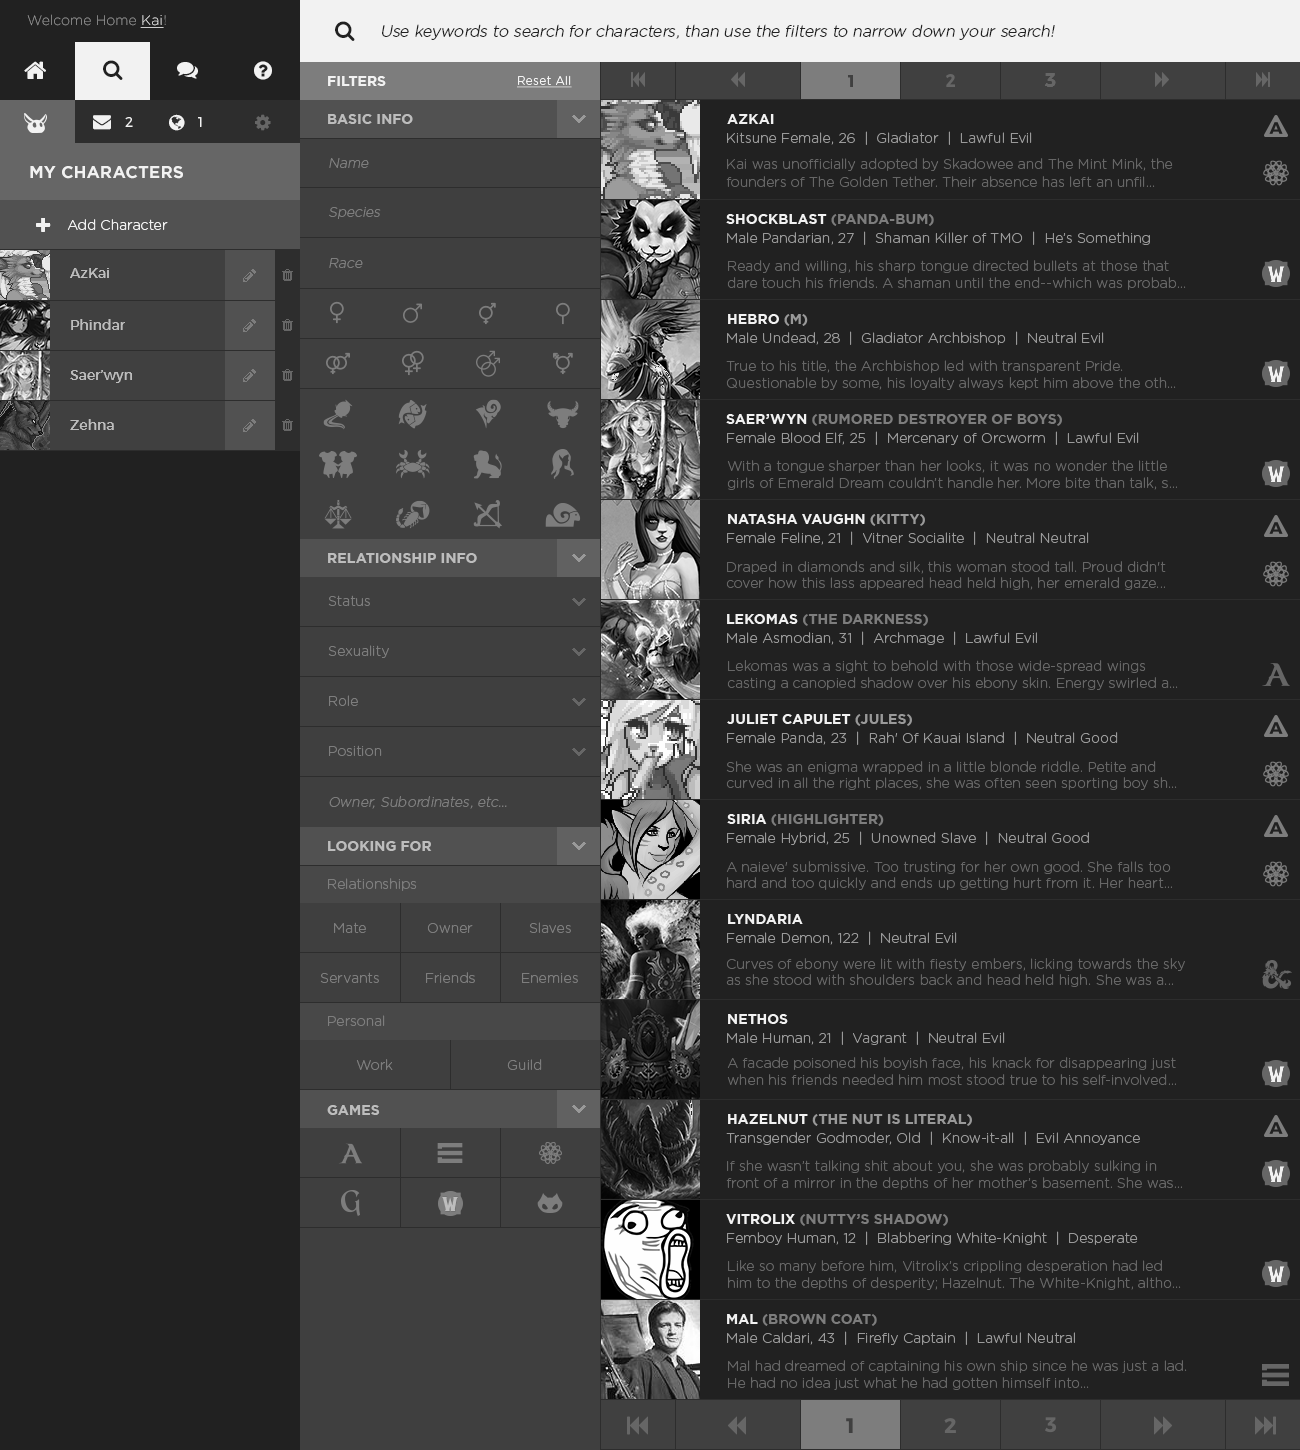 Welcome Home Kai!
2
1
MY CHARACTERS
Add Character
AzKai
Phindar
Saer'wyn
Zehna
Use keywords to search for characters, than use the filters to narrow down your search!
FILTERS
Reset All
BASIC INFO
Name
Species
Race
RELATIONSHIP INFO
Status
Sexuality
Role
Position
Owner, Subordinates, etc...
LOOKING FOR
Relationships
Mate
Owner
Slaves
Servants
Friends
Enemies
Personal
Work
Guild
GAMES
A
G
W
1
2
3
AZKAI
Kitsune Female, 26 | Gladiator | Lawful Evil
Kai was unofficially adopted by Skadowee and The Mint Mink, the
founders of The Golden Tether. Their absence has left an unfil...
A
SHOCKBLAST (PANDA-BUM)
Male Pandarian, 27 | Shaman Killer of TMO | He's Something
Ready and willing, his sharp tongue directed bullets at those that
dare touch his friends. A shaman until the end--which was probab...
W
HEBRO (M)
Male Undead, 28 | Gladiator Archbishop | Neutral Evil
True to his title, the Archbishop led with transparent Pride.
Questionable by some, his loyalty always kept him above the oth...
W
SAER'WYN (RUMORED DESTROYER OF BOYS)
Female Blood Elf, 25 | Mercenary of Orcworm | Lawful Evil
With a tongue sharper than her looks, it was no wonder the little
girls of Emerald Dream couldn't handle her. More bite than talk, s...
W
NATASHA VAUGHN (KITTY)
Female Feline, 21 | Vitner Socialite | Neutral Neutral
Draped in diamonds and silk, this woman stood tall. Proud didn't
cover how this lass appeared head held high, her emerald gaze...
A
LEKOMAS (THE DARKNESS)
Male Asmodian, 31 | Archmage | Lawful Evil
Lekomas was a sight to behold with those wide-spread wings
casting a canopied shadow over his ebony skin. Energy swirled a...
A
JULIET CAPULET (JULES)
Female Panda, 23 | Rah' Of Kauai Island | Neutral Good
She was an enigma wrapped in a little blonde riddle. Petite and
curved in all the right places, she was often seen sporting boy sh...
A
SIRIA (HIGHLIGHTER)
Female Hybrid, 25 | Unowned Slave | Neutral Good
A naieve' submissive. Too trusting for her own good. She falls too
hard and too quickly and ends up getting hurt from it. Her heart...
A
LYNDARIA
Female Demon, 122 | Neutral Evil
Curves of ebony were lit with fiesty embers, licking towards the sky
as she stood with shoulders back and head held high. She was a...
&
NETHOS
Male Human, 21 | Vagrant | Neutral Evil
A facade poisoned his boyish face, his knack for disappearing just
when his friends needed him most stood true to his self-involved...
W
HAZELNUT (THE NUT IS LITERAL)
Transgender Godmoder, Old | Know-it-all | Evil Annoyance
If she wasn't talking shit about you, she was probably sulking in
front of a mirror in the depths of her mother's basement. She was...
A
W
VITROLIX (NUTTY'S SHADOW)
Femboy Human, 12 | Blabbering White-Knight | Desperate
Like so many before him, Vitrolix's crippling desperation had led
him to the depths of desperity; Hazelnut. The White-Knight, altho...
W
MAL (BROWN COAT)
Male Caldari, 43 | Firefly Captain | Lawful Neutral
Mal had dreamed of captaining his own ship since he was just a lad.
He had no idea just what he had gotten himself into...
1
2
3